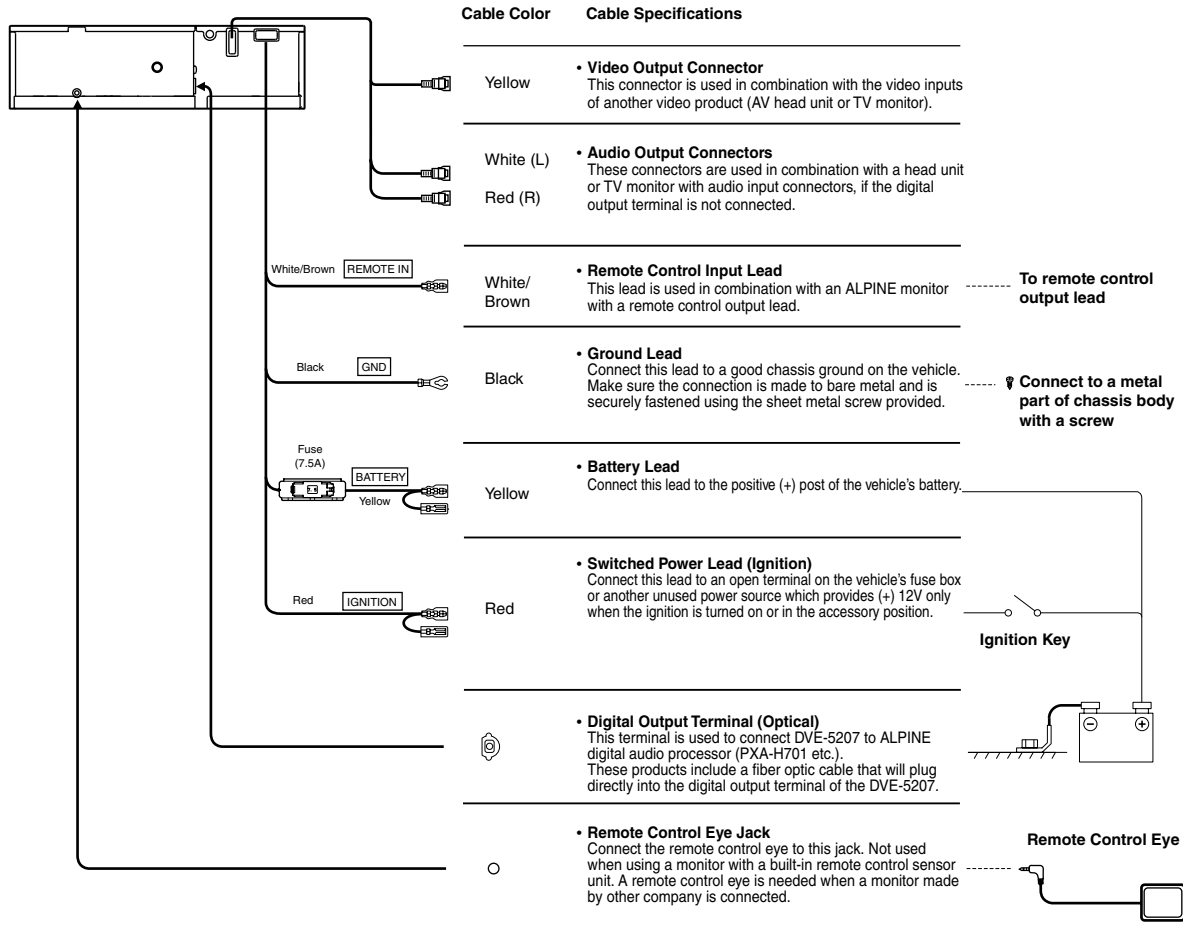 Cable Color Cable Specifications
Yellow
• Video Output Connector
This connector is used in combination with the video inputs
of another video product (AV head unit or TV monitor).
White (L)
Red (R)
• Audio Output Connectors
These connectors are used in combination with a head unit
or TV monitor with audio input connectors, if the digital
output terminal is not connected.
White/Brown REMOTE IN
White/
Brown
• Remote Control Input Lead
This lead is used in combination with an ALPINE monitor
with a remote control output lead.
To remote control
output lead
Black GND
Black
• Ground Lead
Connect this lead to a good chassis ground on the vehicle.
Make sure the connection is made to bare metal and is
securely fastened using the sheet metal screw provided.
Connect to a metal
part of chassis body
with a screw
Fuse
(7.5A)
BATTERY
Yellow
Yellow
• Battery Lead
Connect this lead to the positive (+) post of the vehicle's battery.
Red IGNITION
Red
• Switched Power Lead (Ignition)
Connect this lead to an open terminal on the vehicle's fuse box
or another unused power source which provides (+) 12V only
when the ignition is turned on or in the accessory position.
Ignition Key
• Digital Output Terminal (Optical)
This terminal is used to connect DVE-5207 to ALPINE
digital audio processor (PXA-H701 etc.).
These products include a fiber optic cable that will plug
directly into the digital output terminal of the DVE-5207.
• Remote Control Eye Jack
Connect the remote control eye to this jack. Not used
when using a monitor with a built-in remote control sensor
unit. A remote control eye is needed when a monitor made
by other company is connected.
Remote Control Eye